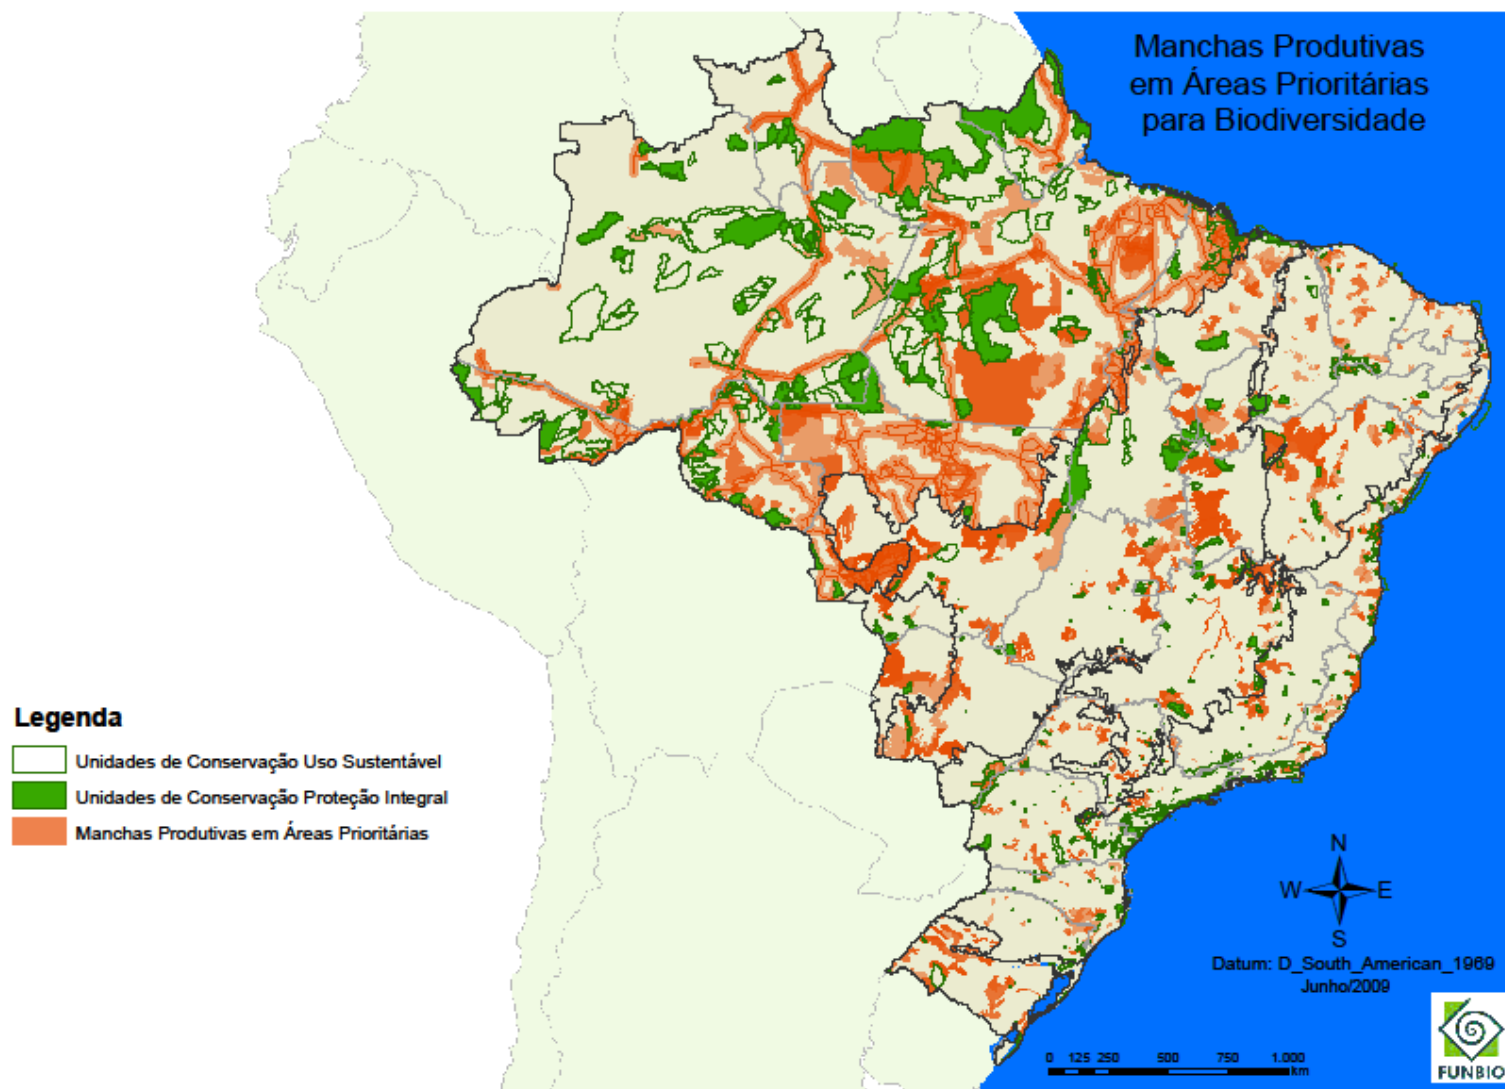 Manchas Produtivas
em Áreas Prioritárias
para Biodiversidade
Legenda
Unidades de Conservação Uso Sustentável
Unidades de Conservação Proteção Integral
Manchas Produtivas em Áreas Prioritárias
N
W E
S
Datum: D_South_American_1969
Junho/2009
0 125 250 500 750 1.000
km
FUNBIO